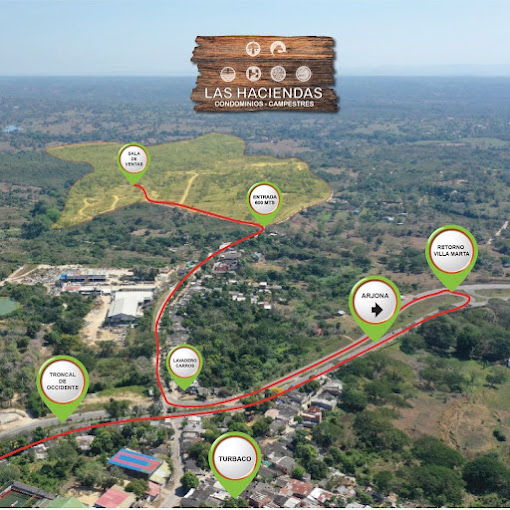 LAS HACIENDAS
CONDOMINIOS - CAMPESTRES
SALA
DE
VENTAS
ENTRADA
600 MTS
RETORNO
VILLA MARTA
ARJONA
LAVADERO
CARROS
TRONCAL
DE
OCCIDENTE
TURBACO